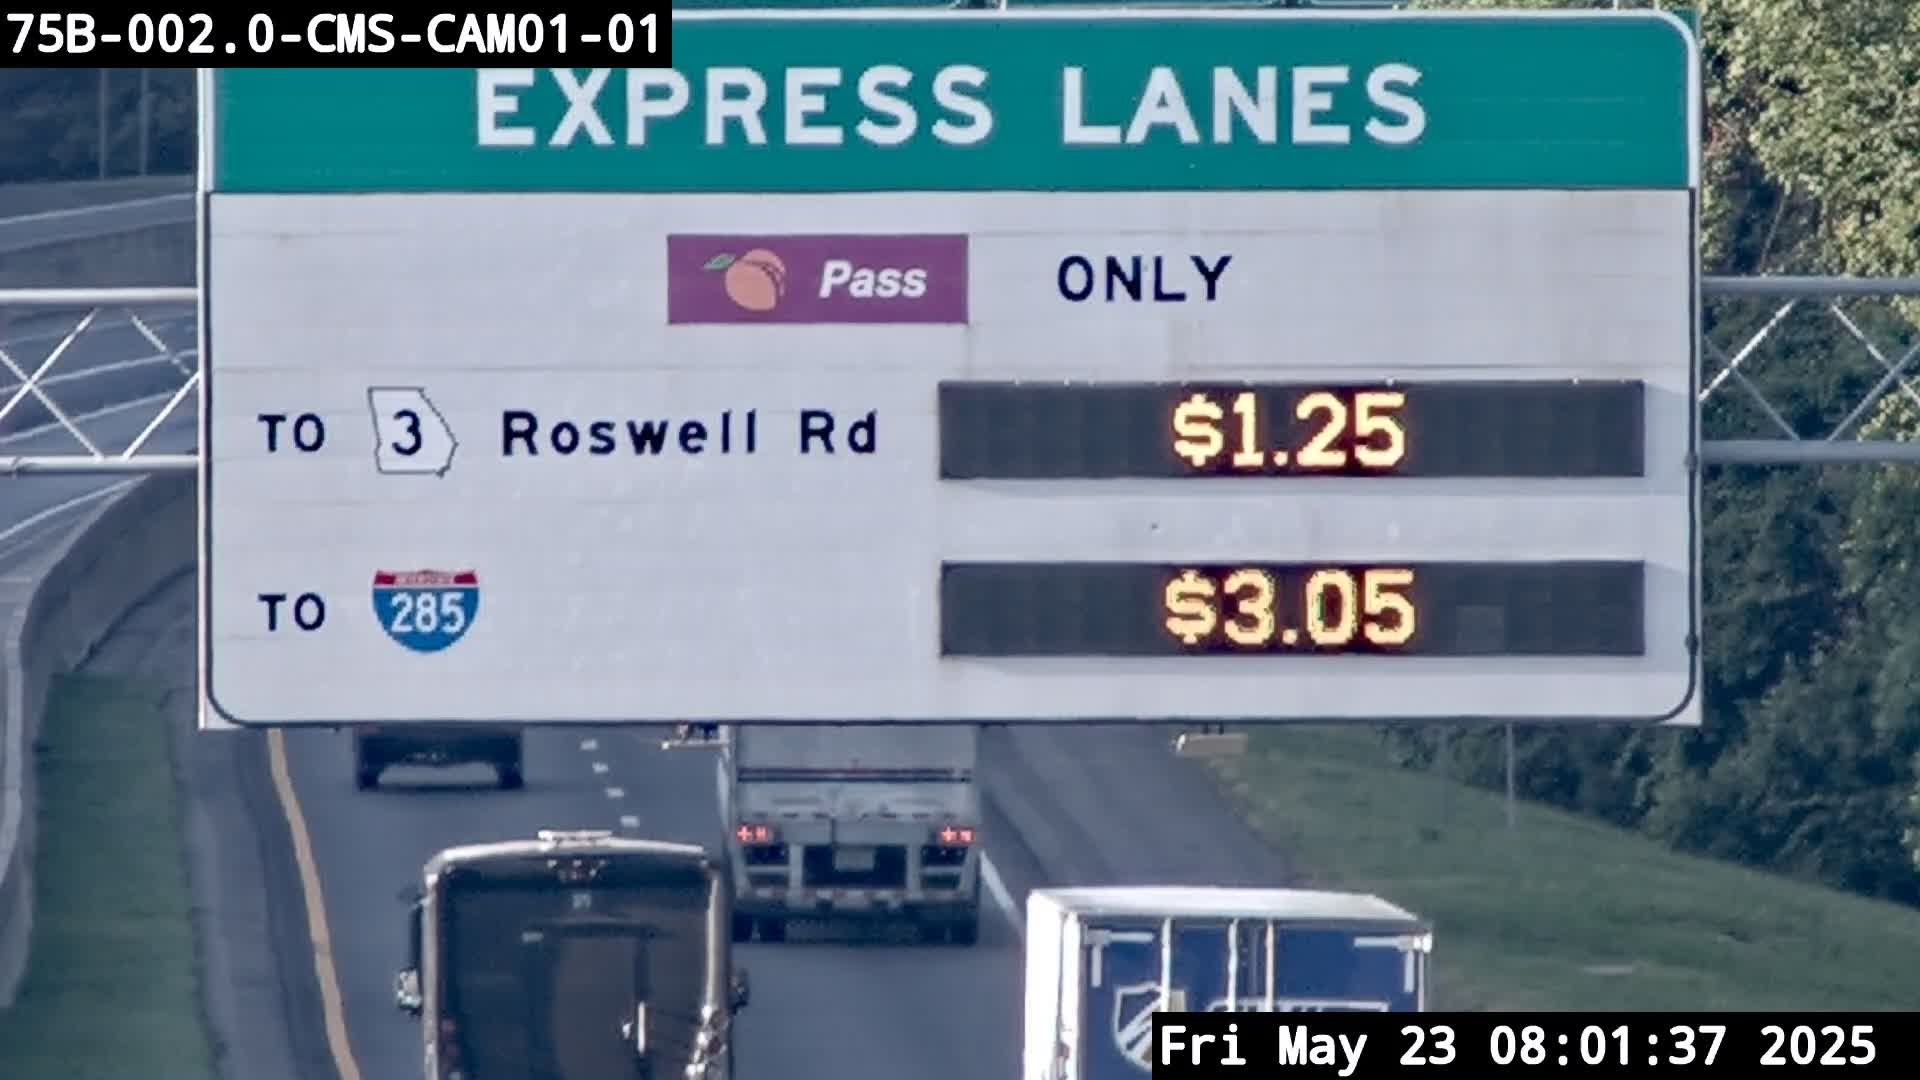 75B-002.0-CMS-CAM01-01
EXPRESS LANES
Pass ONLY
TO 3 Roswell Rd $1.25
TO 285 $3.05
Fri May 23 08:01:37 2025